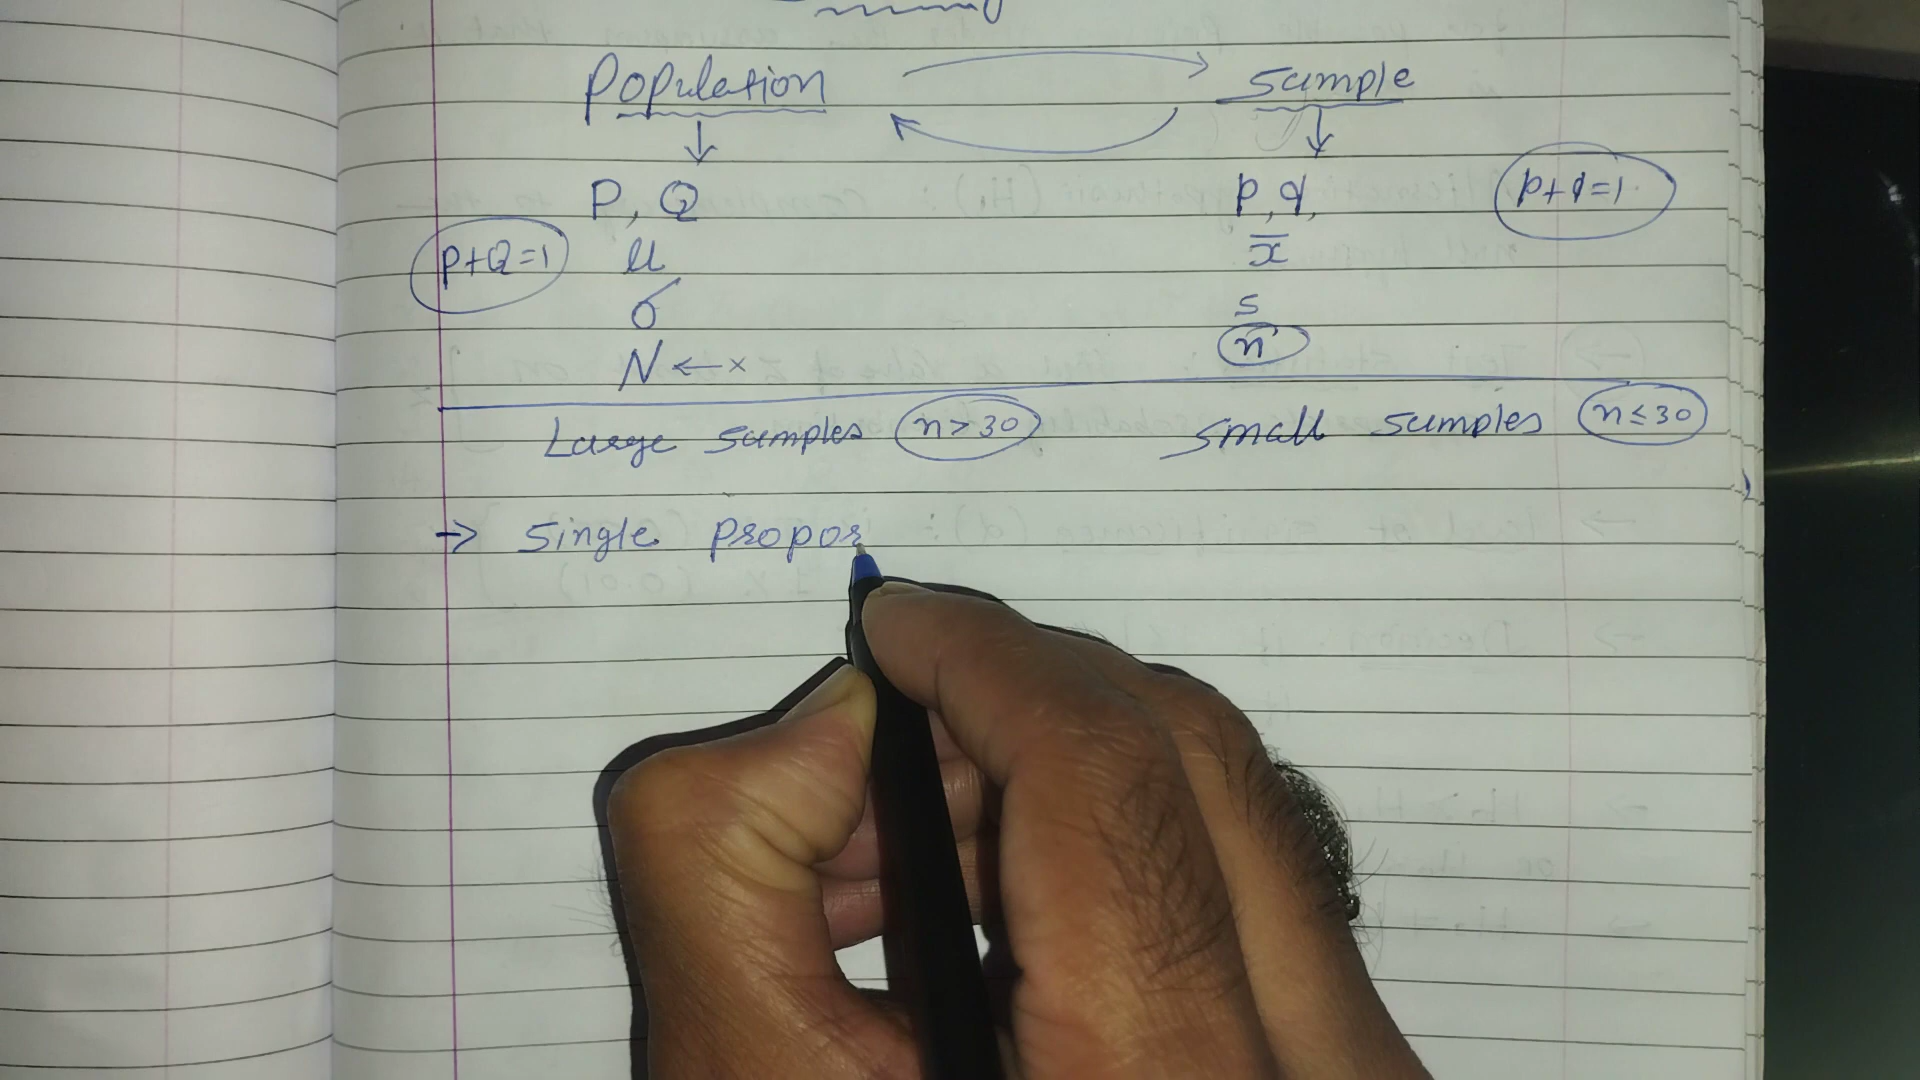 Population → Sample
↓ ↓
P, Q p, q, p+q=1
P+Q=1 μ x̄
σ s
N ← × n
Large samples n > 30 Small samples n ≤ 30
→ Single Propor